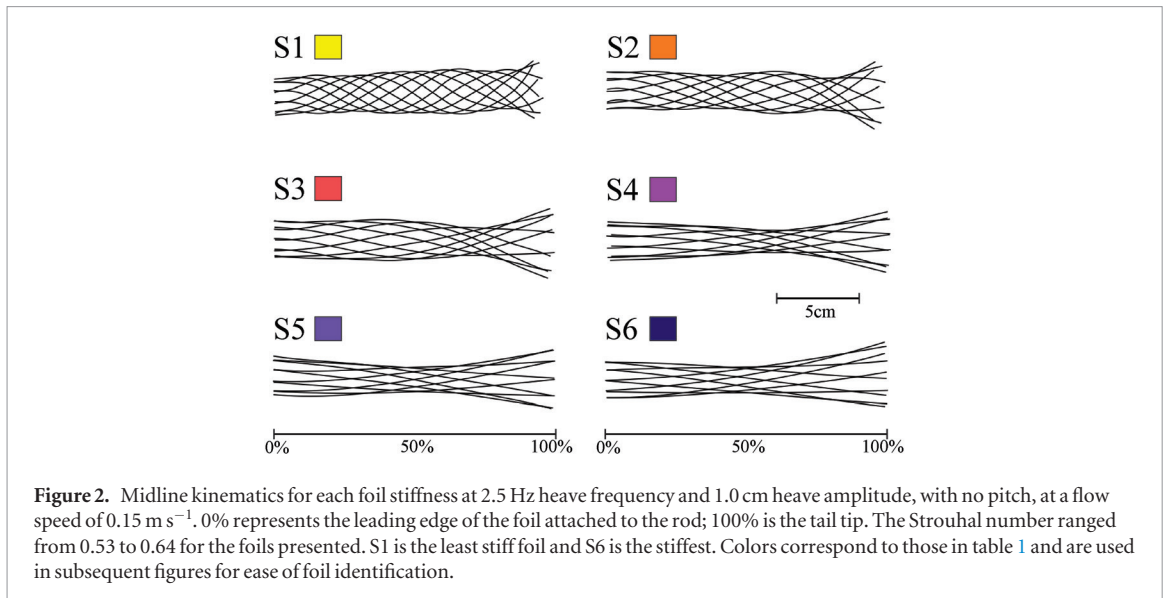 S1
S2
S3
S4
5cm
S5
S6
0% 50% 100%
0% 50% 100%
Figure 2. Midline kinematics for each foil stiffness at 2.5 Hz heave frequency and 1.0 cm heave amplitude, with no pitch, at a flow
speed of 0.15 m s⁻¹. 0% represents the leading edge of the foil attached to the rod; 100% is the tail tip. The Strouhal number ranged
from 0.53 to 0.64 for the foils presented. S1 is the least stiff foil and S6 is the stiffest. Colors correspond to those in table 1 and are used
in subsequent figures for ease of foil identification.